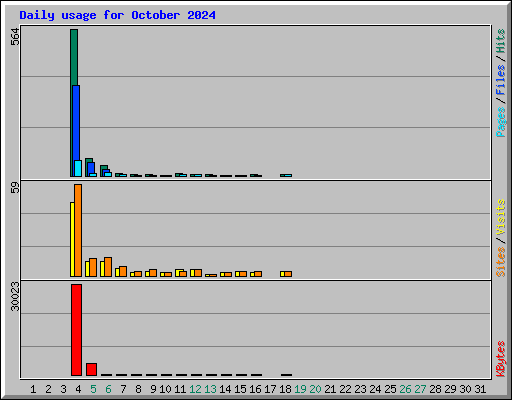 Daily usage for October 2024
564
Pages/Files/Hits
59
Sites/Visits
30023
KBytes
1 2 3 4 5 6 7 8 9 10 11 12 13 14 15 16 17 18 19 20 21 22 23 24 25 26 27 28 29 30 31